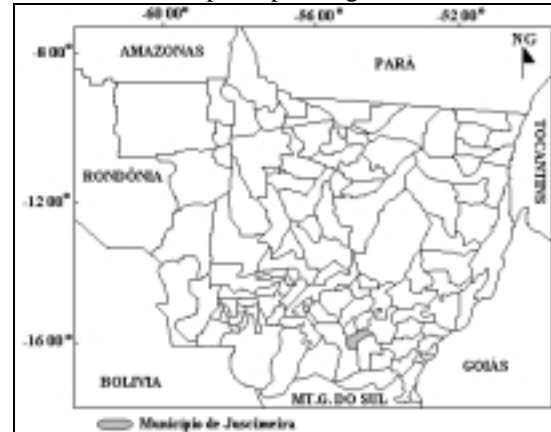 -60 00° -56 00° -52 00°
-8 00°
AMAZONAS
PARÁ
NG
TOCANTINS
RONDÔNIA
-12 00°
-16 00°
GOIÁS
BOLIVIA
MT.G. DO SUL
Município de Juscimeira